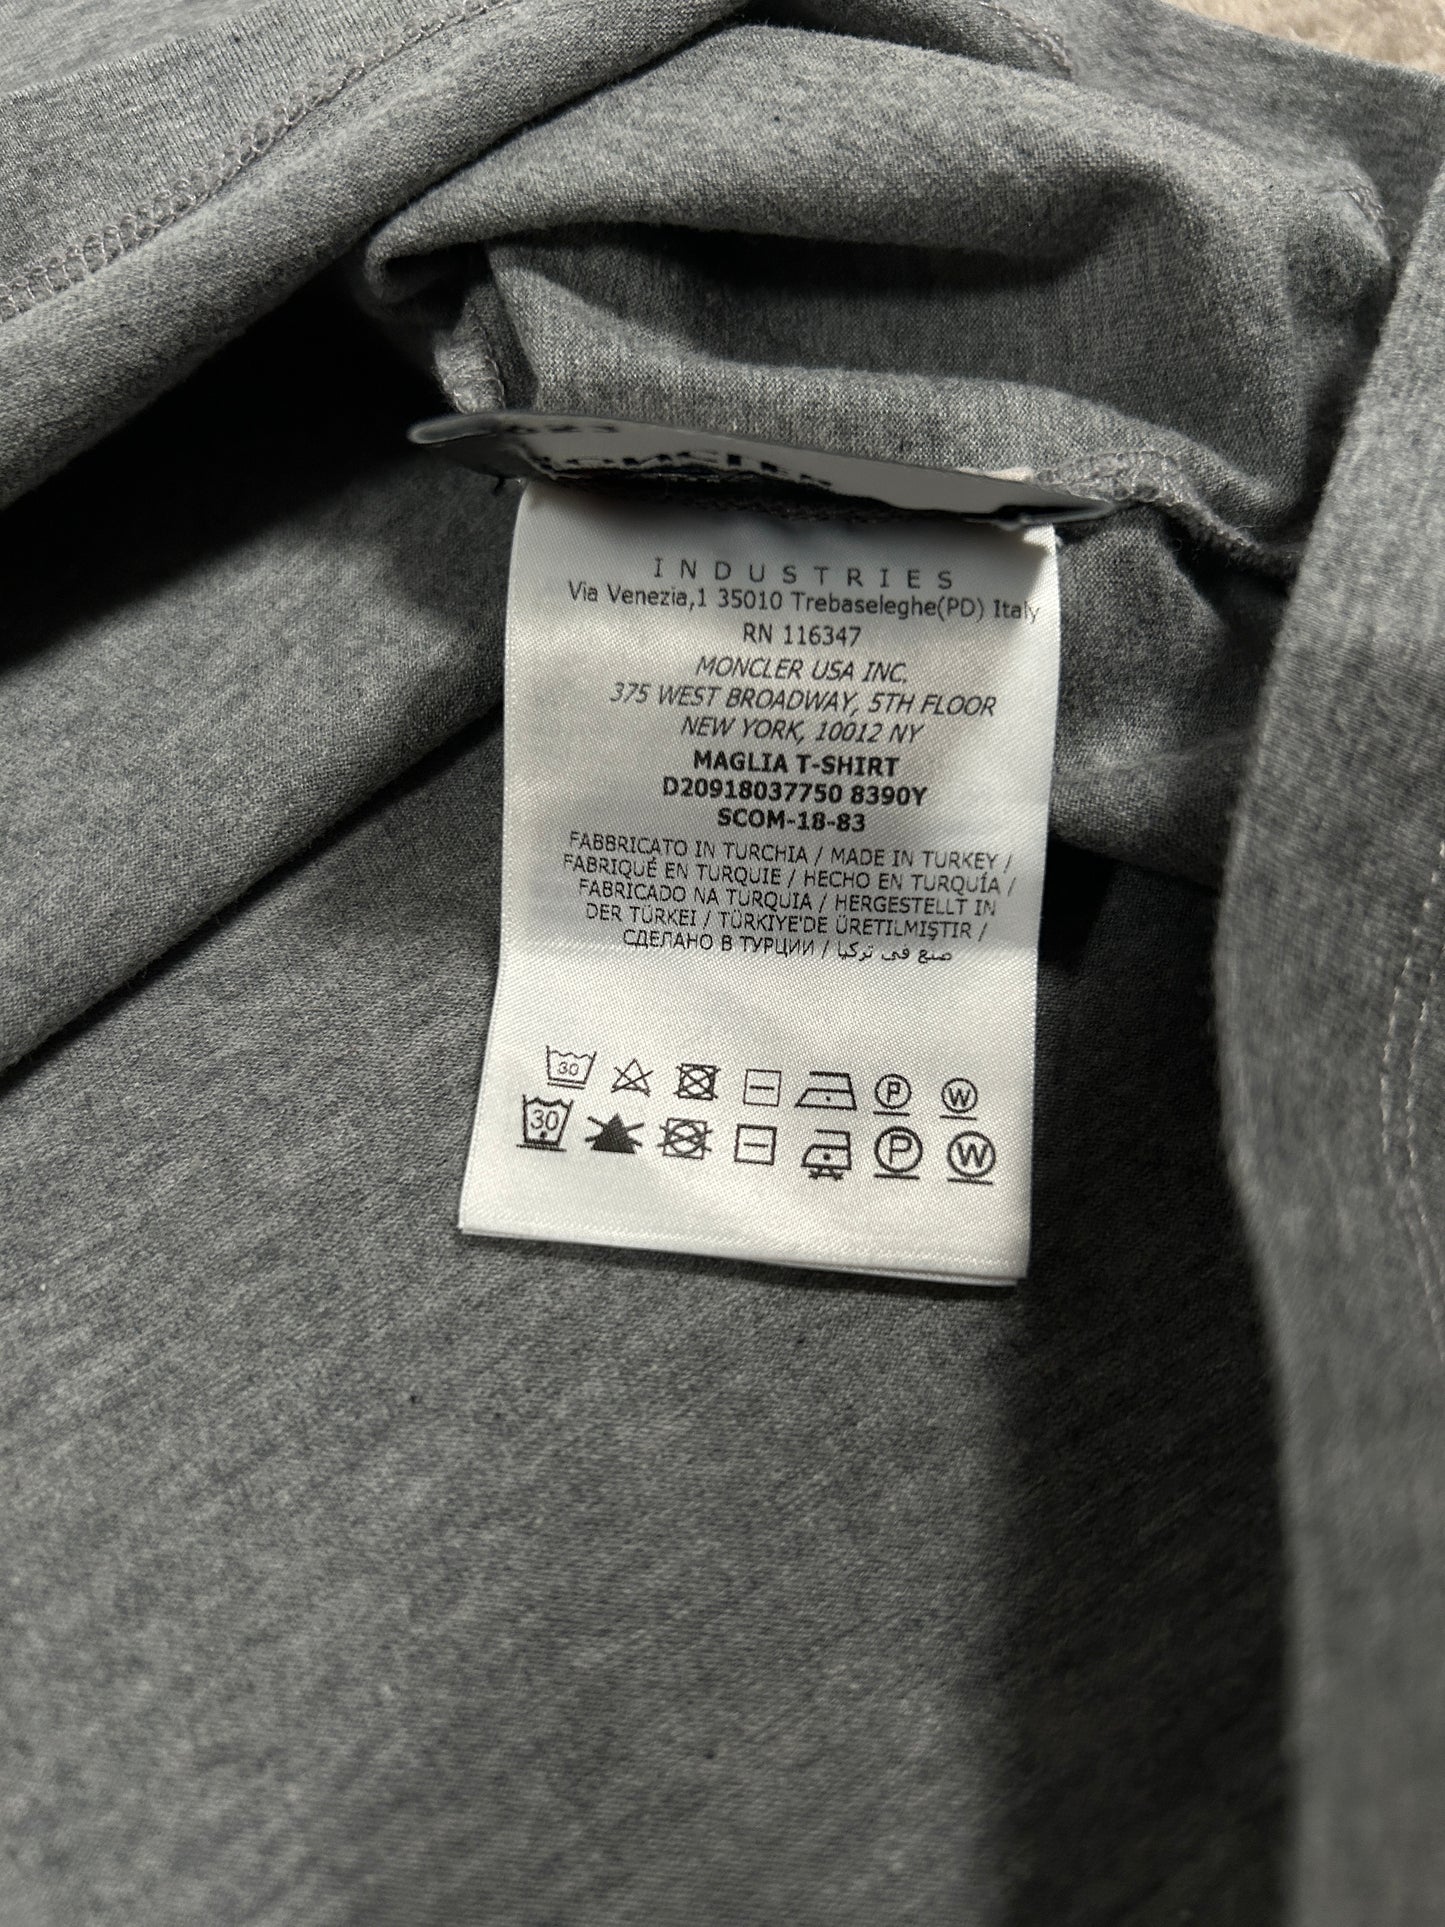 MONCLER
INDUSTRIES
Via Venezia,1 35010 Trebaseleghe(PD) Italy
RN 116347
MONCLER USA INC.
375 WEST BROADWAY, 5TH FLOOR
NEW YORK, 10012 NY
MAGLIA T-SHIRT
D20918037750 8390Y
SCOM-18-83
FABBRICATO IN TURCHIA / MADE IN TURKEY /
FABRIQUÉ EN TURQUIE / HECHO EN TURQUÍA /
FABRICADO NA TURQUIA / HERGESTELLT IN
DER TÜRKEI / TÜRKIYE'DE ÜRETILMIŞTIR /
СДЕЛАНО В ТУРЦИИ / صنع في تركيا
30 P W
30 P W